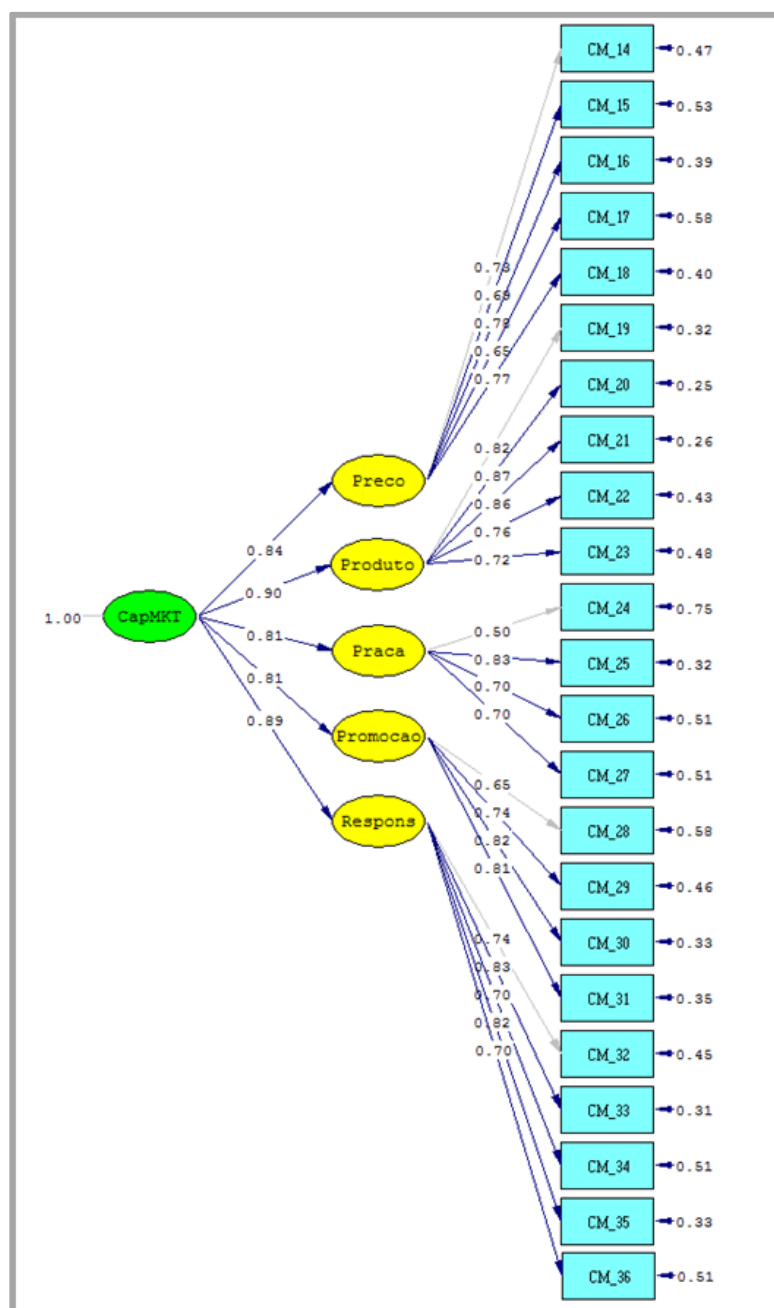 CM_14 0.47
CM_15 0.53
CM_16 0.39
CM_17 0.58
CM_18 0.40
CM_19 0.32
CM_20 0.25
CM_21 0.26
CM_22 0.43
CM_23 0.48
CM_24 0.75
CM_25 0.32
CM_26 0.51
CM_27 0.51
CM_28 0.58
CM_29 0.46
CM_30 0.33
CM_31 0.35
CM_32 0.45
CM_33 0.31
CM_34 0.51
CM_35 0.33
CM_36 0.51
0.73
0.69
0.78
0.65
0.77
0.82
0.87
0.86
0.76
0.72
0.50
0.83
0.70
0.70
0.65
0.74
0.82
0.81
0.74
0.83
0.70
0.82
0.70
Preco
Produto
Praca
Promocao
Respons
0.84
0.90
0.81
0.81
0.89
1.00 CapMKT